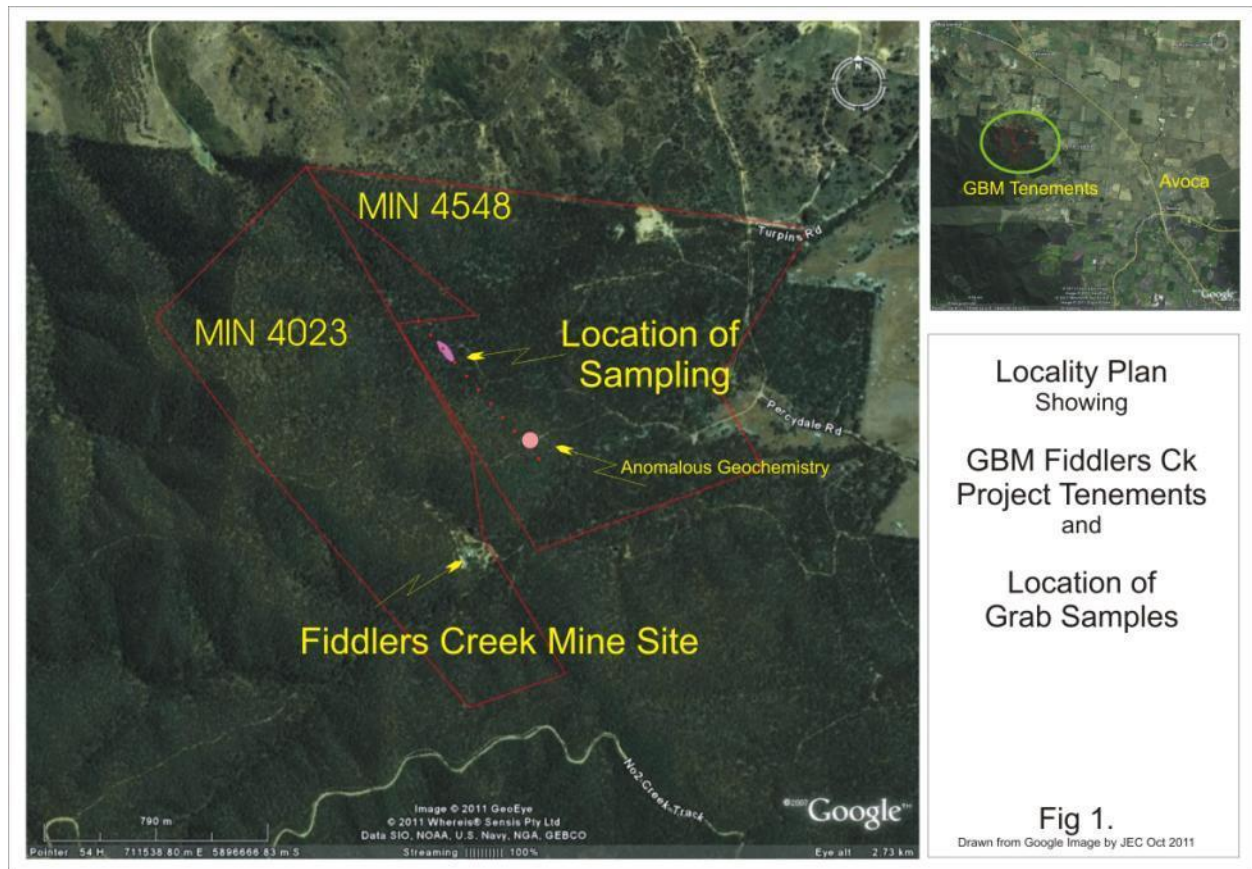 MIN 4548
Turpins Rd
MIN 4023
Location of
Sampling
Percydale Rd
Anomalous Geochemistry
Fiddlers Creek Mine Site
No2-Creek-Track
790 m
Image © 2011 GeoEye
© 2011 Whereis® Sensis Pty Ltd
Data SIO, NOAA, U.S. Navy, NGA, GEBCO
©2007 Google™
Pointer 54 H 711538.80 m E 5896666.83 m S
Streaming |||||||||| 100%
Eye alt 2.73 km
N
GBM Tenements
Avoca
Google
Locality Plan
Showing
GBM Fiddlers Ck
Project Tenements
and
Location of
Grab Samples
Fig 1.
Drawn from Google Image by JEC Oct 2011